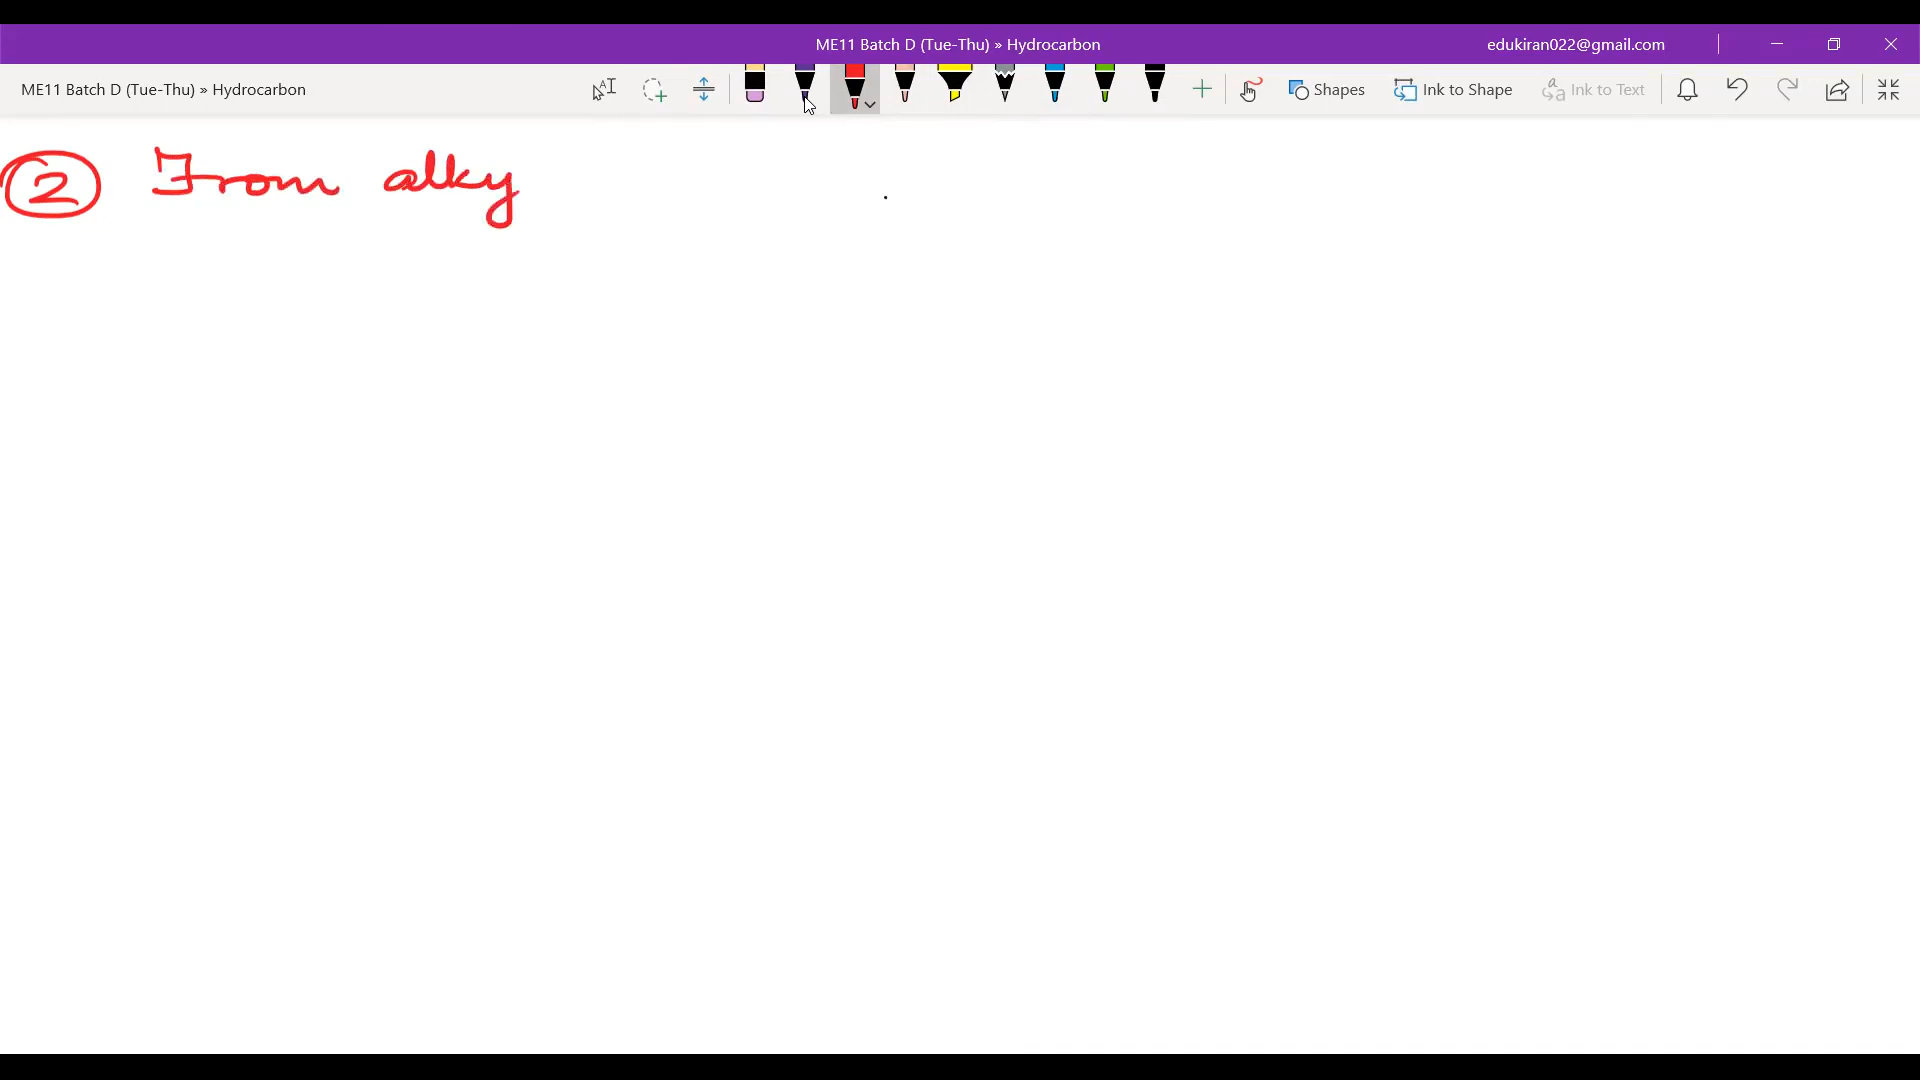 ME11 Batch D (Tue-Thu) » Hydrocarbon
edukiran022@gmail.com
ME11 Batch D (Tue-Thu) » Hydrocarbon
Shapes
Ink to Shape
Ink to Text
2 From alky